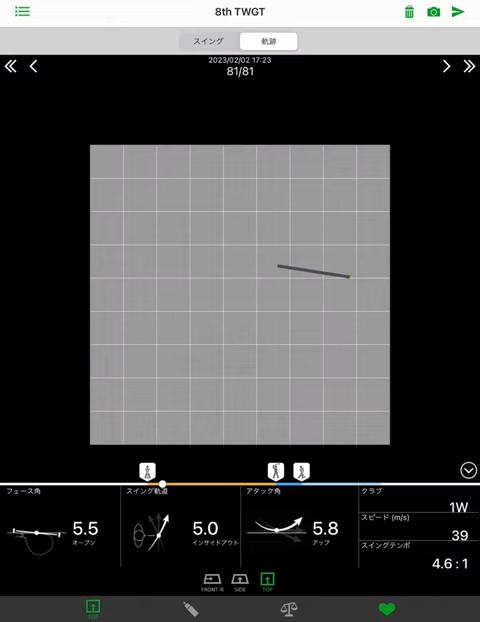 8th TWGT
スイング 軌跡
2023/02/02 17:23
81/81
フェース角
5.5
オープン
スイング軌道
5.0
インサイドアウト
アタック角
5.8
アップ
クラブ
1W
スピード (m/s)
39
スイングテンポ
4.6 : 1
FRONT-R SIDE TOP
TOP